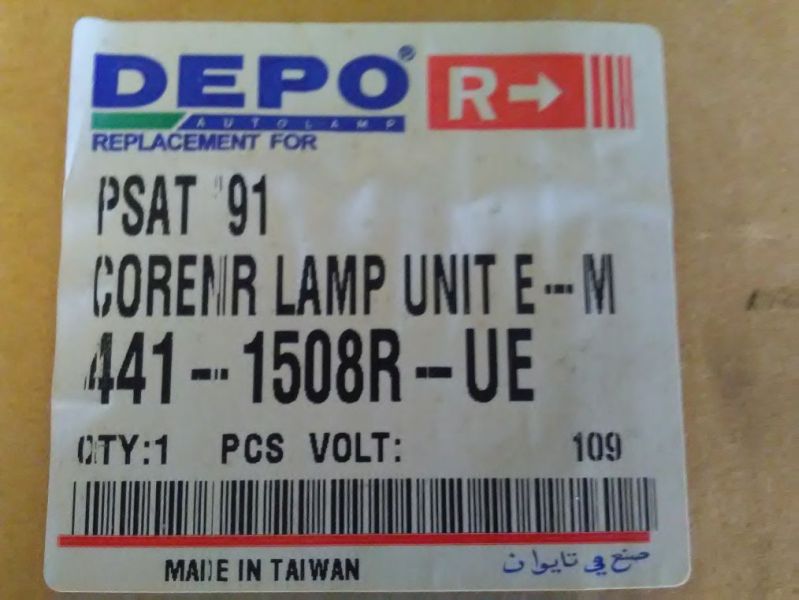 DEPO® R→
AUTOLAMP
REPLACEMENT FOR
PSAT '91
CORENR LAMP UNIT E--M
441--1508R--UE
QTY:1 PCS VOLT: 109
MADE IN TAIWAN صنع في تايوان